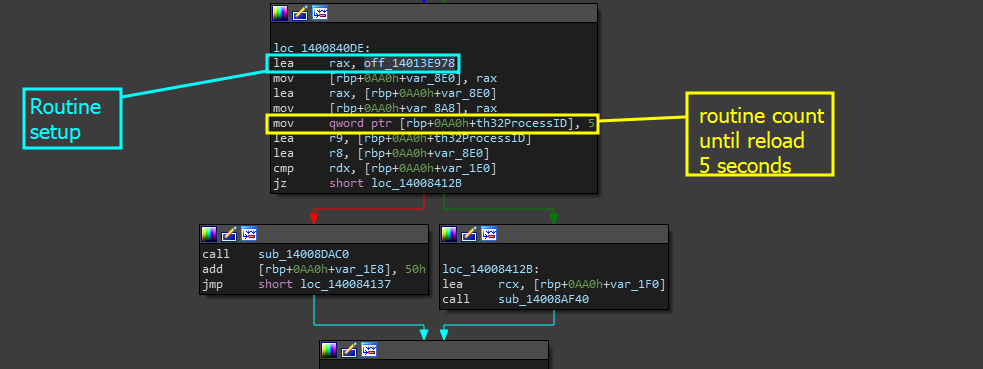 loc_1400840DE:
lea rax, off_14013E978
mov [rbp+0AA0h+var_8E0], rax
lea rax, [rbp+0AA0h+var_8E0]
mov [rbp+0AA0h+var_8A8], rax
mov qword ptr [rbp+0AA0h+th32ProcessID], 5
lea r9, [rbp+0AA0h+th32ProcessID]
lea r8, [rbp+0AA0h+var_8E0]
cmp rdx, [rbp+0AA0h+var_1E0]
jz short loc_14008412B
Routine
setup
routine count
until reload
5 seconds
call sub_14008DAC0
add [rbp+0AA0h+var_1E8], 50h
jmp short loc_140084137
loc_14008412B:
lea rcx, [rbp+0AA0h+var_1F0]
call sub_14008AF40